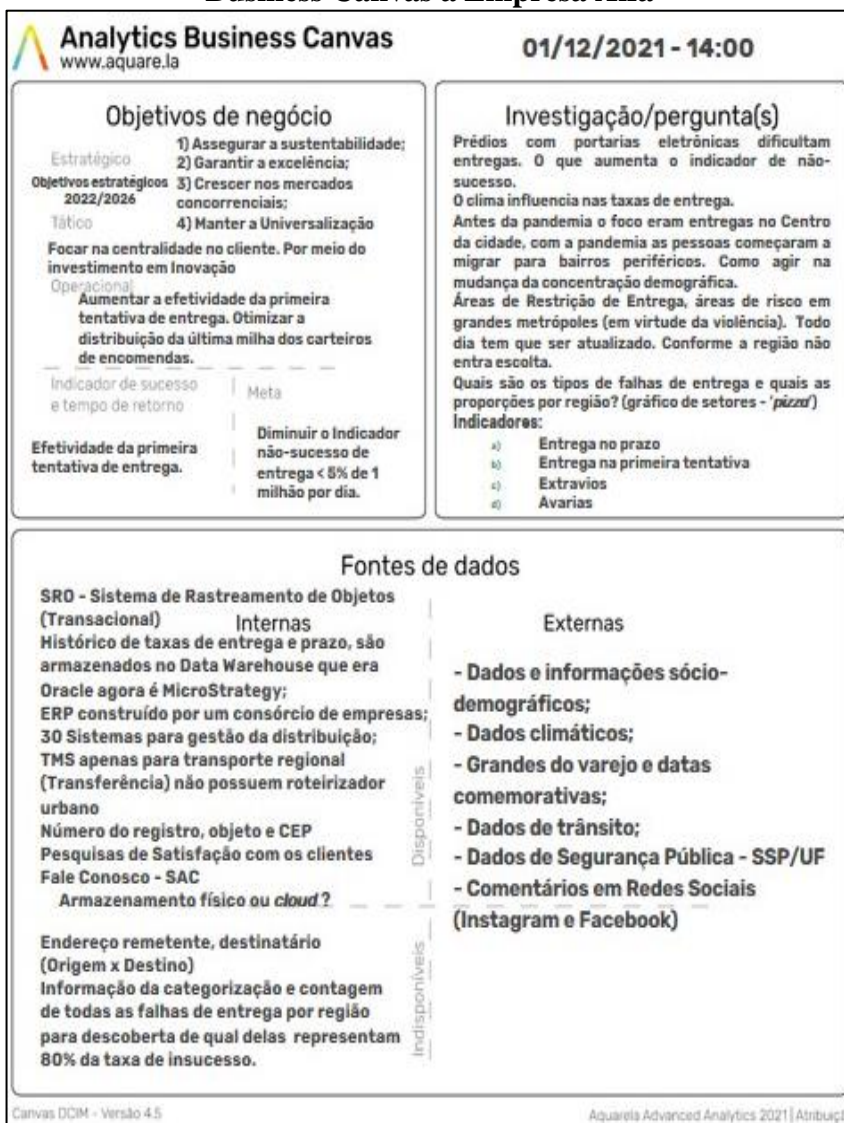 Analytics Business Canvas
www.aquare.la
01/12/2021 - 14:00
Objetivos de negócio
Estratégico
Objetivos estratégicos
2022/2026
1) Assegurar a sustentabilidade;
2) Garantir a excelência;
3) Crescer nos mercados
concorrenciais;
4) Manter a Universalização
Tático
Focar na centralidade no cliente. Por meio do
investimento em Inovação
Operacional
Aumentar a efetividade da primeira
tentativa de entrega. Otimizar a
distribuição da última milha dos carteiros
de encomendas.
Indicador de sucesso
e tempo de retorno
Efetividade da primeira
tentativa de entrega.
Meta
Diminuir o Indicador
não-sucesso de
entrega < 5% de 1
milhão por dia.
Investigação/pergunta(s)
Prédios com portarias eletrônicas dificultam
entregas. O que aumenta o indicador de não-
sucesso.
O clima influencia nas taxas de entrega.
Antes da pandemia o foco eram entregas no Centro
da cidade, com a pandemia as pessoas começaram a
migrar para bairros periféricos. Como agir na
mudança da concentração demográfica.
Áreas de Restrição de Entrega, áreas de risco em
grandes metrópoles (em virtude da violência). Todo
dia tem que ser atualizado. Conforme a região não
entra escolta.
Quais são os tipos de falhas de entrega e quais as
proporções por região? (gráfico de setores - 'pizza')
Indicadores:
a) Entrega no prazo
b) Entrega na primeira tentativa
c) Extravios
d) Avarias
Fontes de dados
Internas
SRO - Sistema de Rastreamento de Objetos
(Transacional)
Histórico de taxas de entrega e prazo, são
armazenados no Data Warehouse que era
Oracle agora é MicroStrategy;
ERP construído por um consórcio de empresas;
30 Sistemas para gestão da distribuição;
TMS apenas para transporte regional
(Transferência) não possuem roteirizador
urbano
Número do registro, objeto e CEP
Pesquisas de Satisfação com os clientes
Fale Conosco - SAC
Armazenamento físico ou cloud ?
Disponíveis
Endereço remetente, destinatário
(Origem x Destino)
Informação da categorização e contagem
de todas as falhas de entrega por região
para descoberta de qual delas representam
80% da taxa de insucesso.
Indisponíveis
Externas
- Dados e informações sócio-
demográficos;
- Dados climáticos;
- Grandes do varejo e datas
comemorativas;
- Dados de trânsito;
- Dados de Segurança Pública - SSP/UF
- Comentários em Redes Sociais
(Instagram e Facebook)
Canvas DCIM - Versão 4.5
Aquarela Advanced Analytics 2021 | Atribuiç